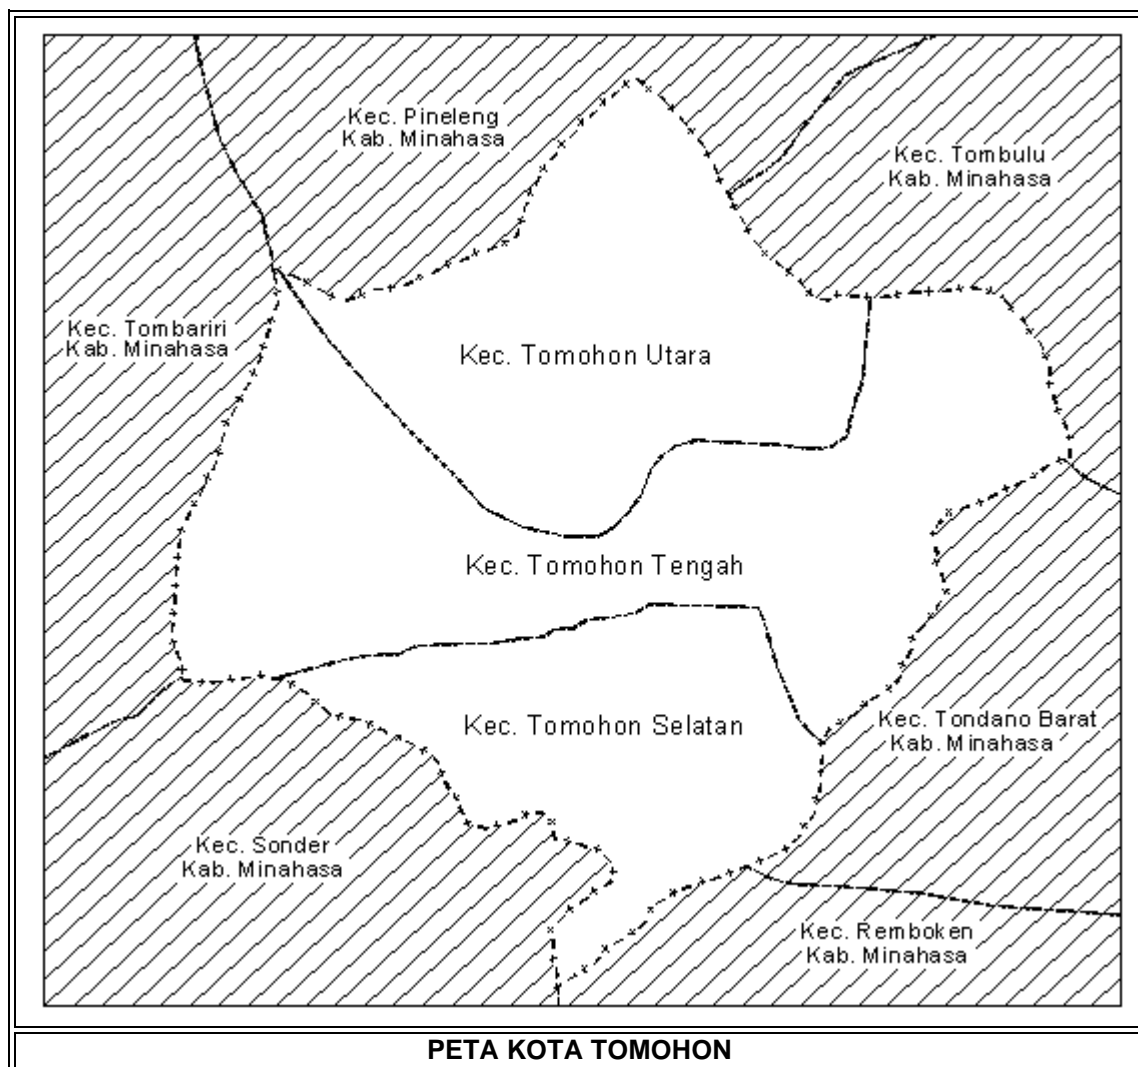 Kec. Pineleng
Kab. Minahasa
Kec. Tombulu
Kab. Minahasa
Kec. Tombariri
Kab. Minahasa
Kec. Tomohon Utara
Kec. Tomohon Tengah
Kec. Tomohon Selatan
Kec. Tondano Barat
Kab. Minahasa
Kec. Sonder
Kab. Minahasa
Kec. Remboken
Kab. Minahasa
PETA KOTA TOMOHON